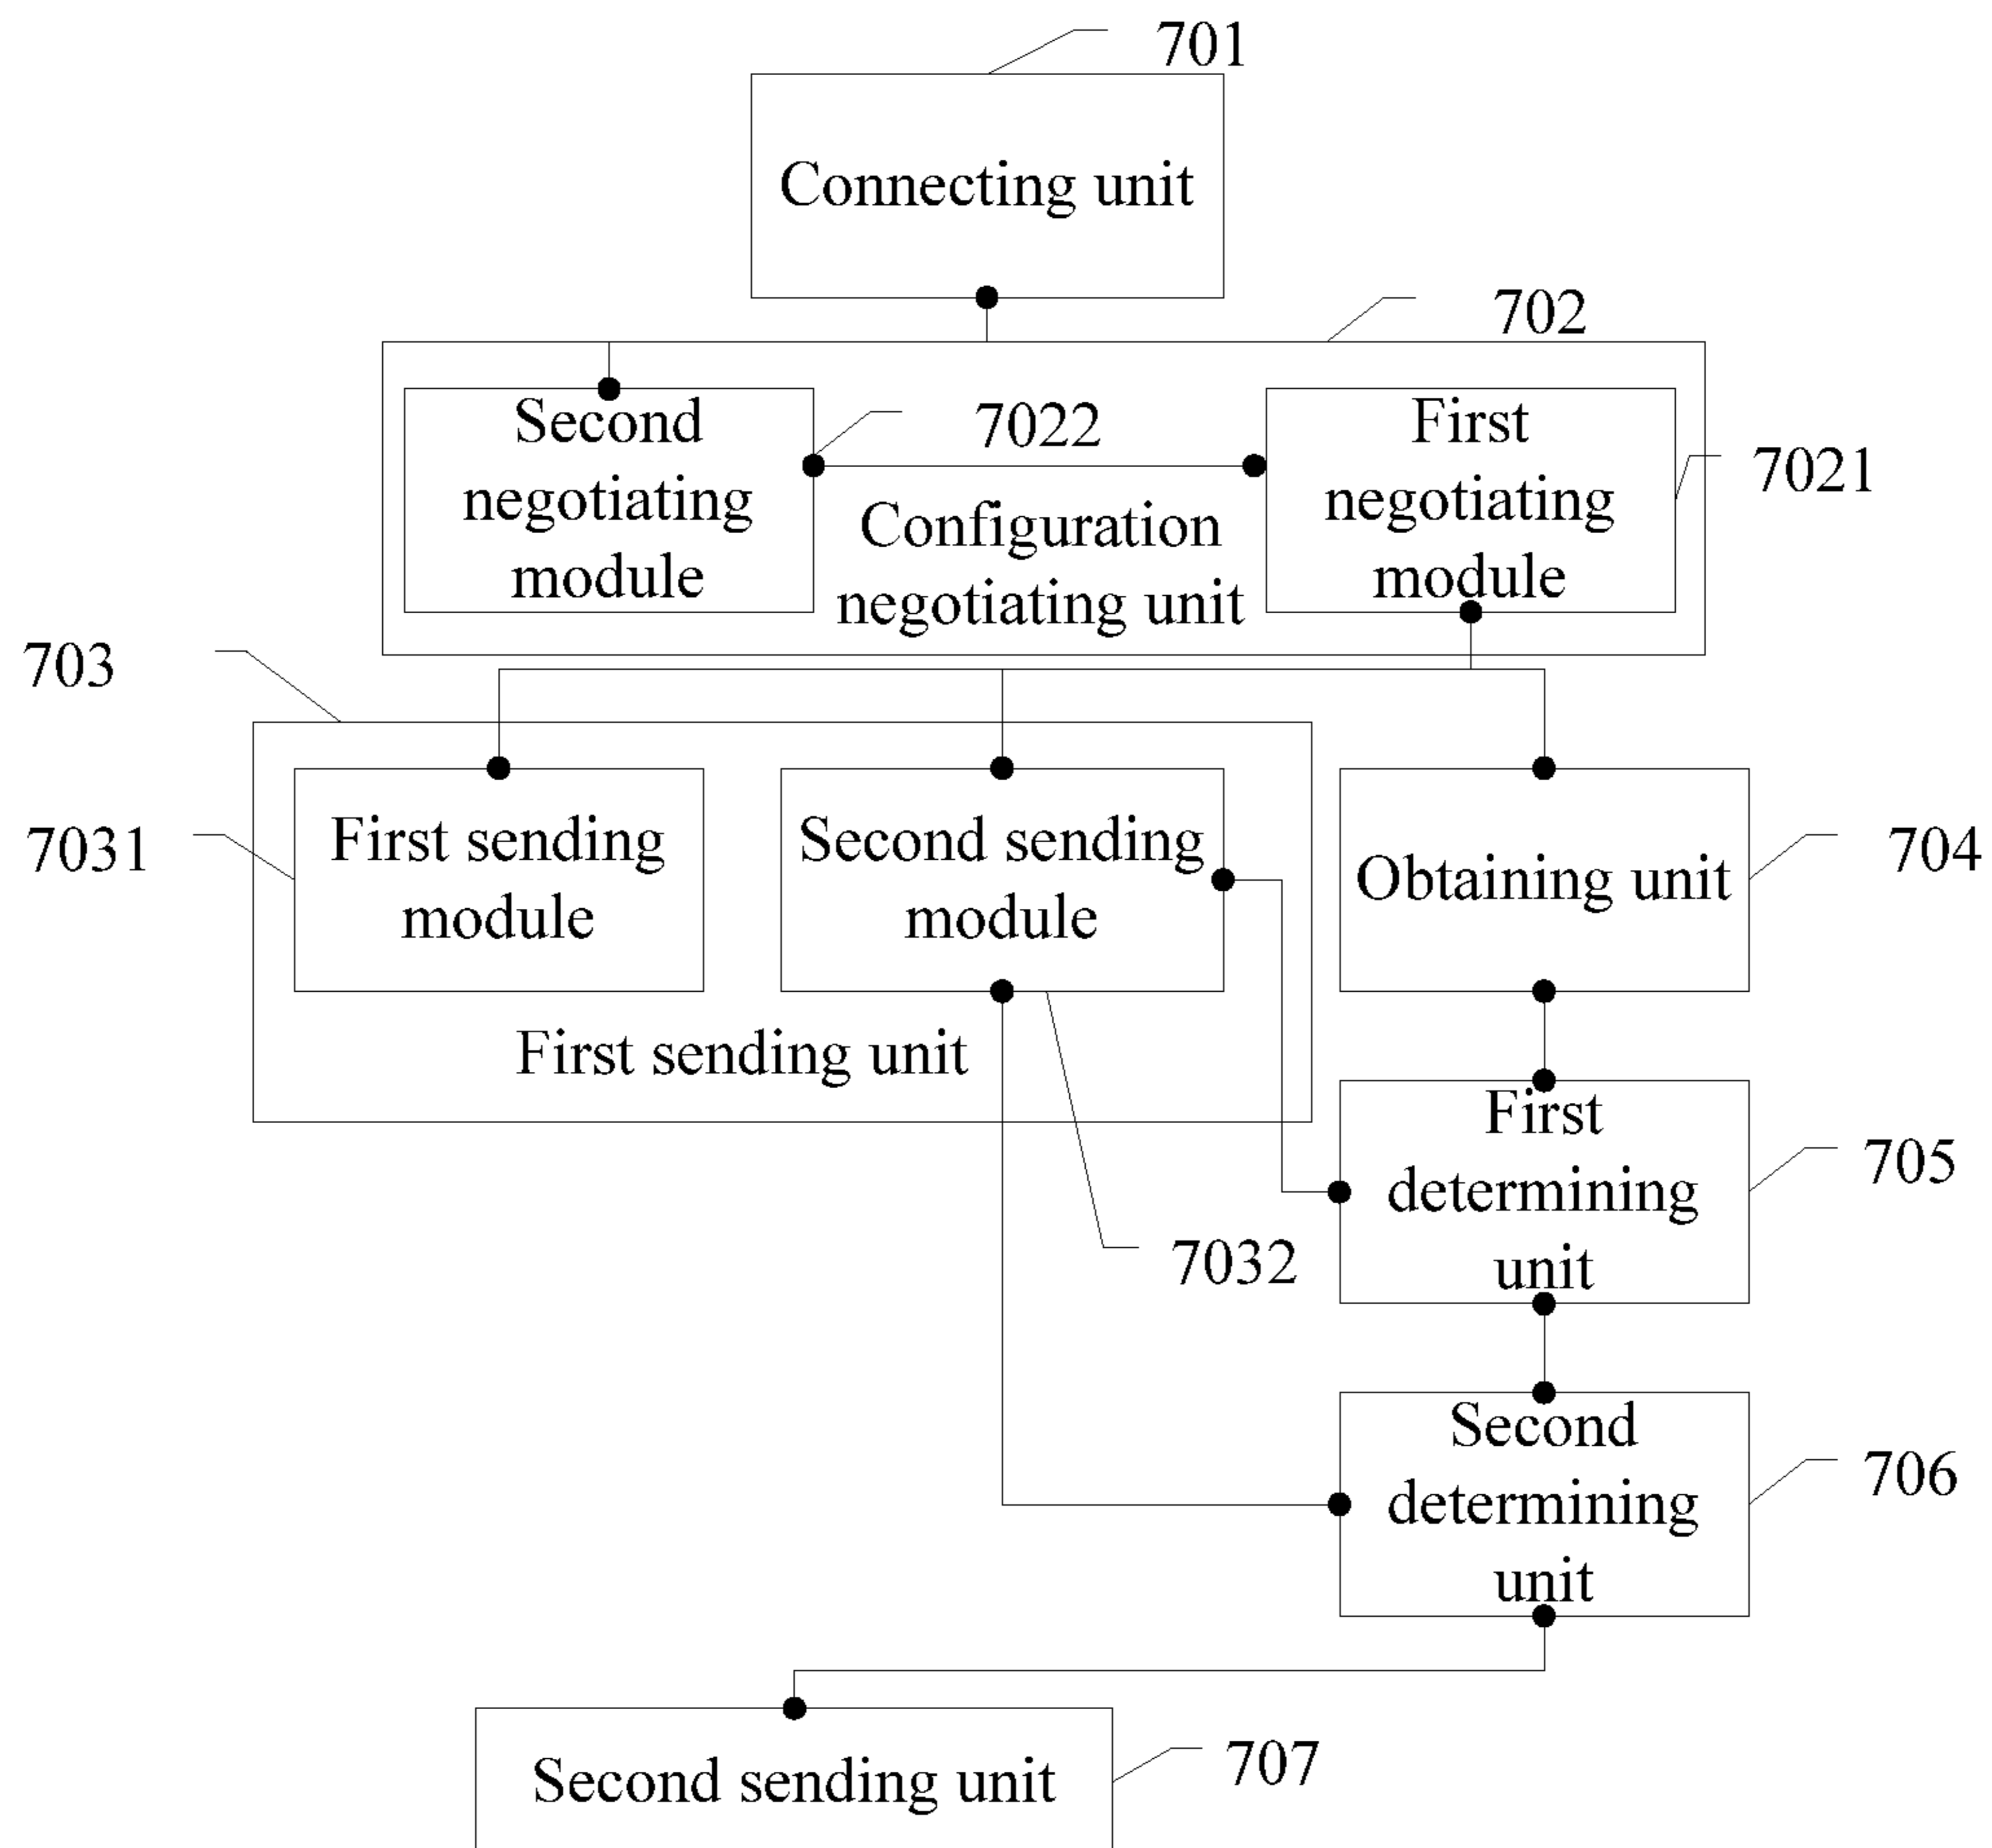 701
Connecting unit
702
Second
negotiating
module
7022
Configuration
negotiating unit
First
negotiating
module
7021
703
7031
First sending
module
Second sending
module
First sending unit
7032
Obtaining unit
704
First
determining
unit
705
Second
determining
unit
706
Second sending unit
707